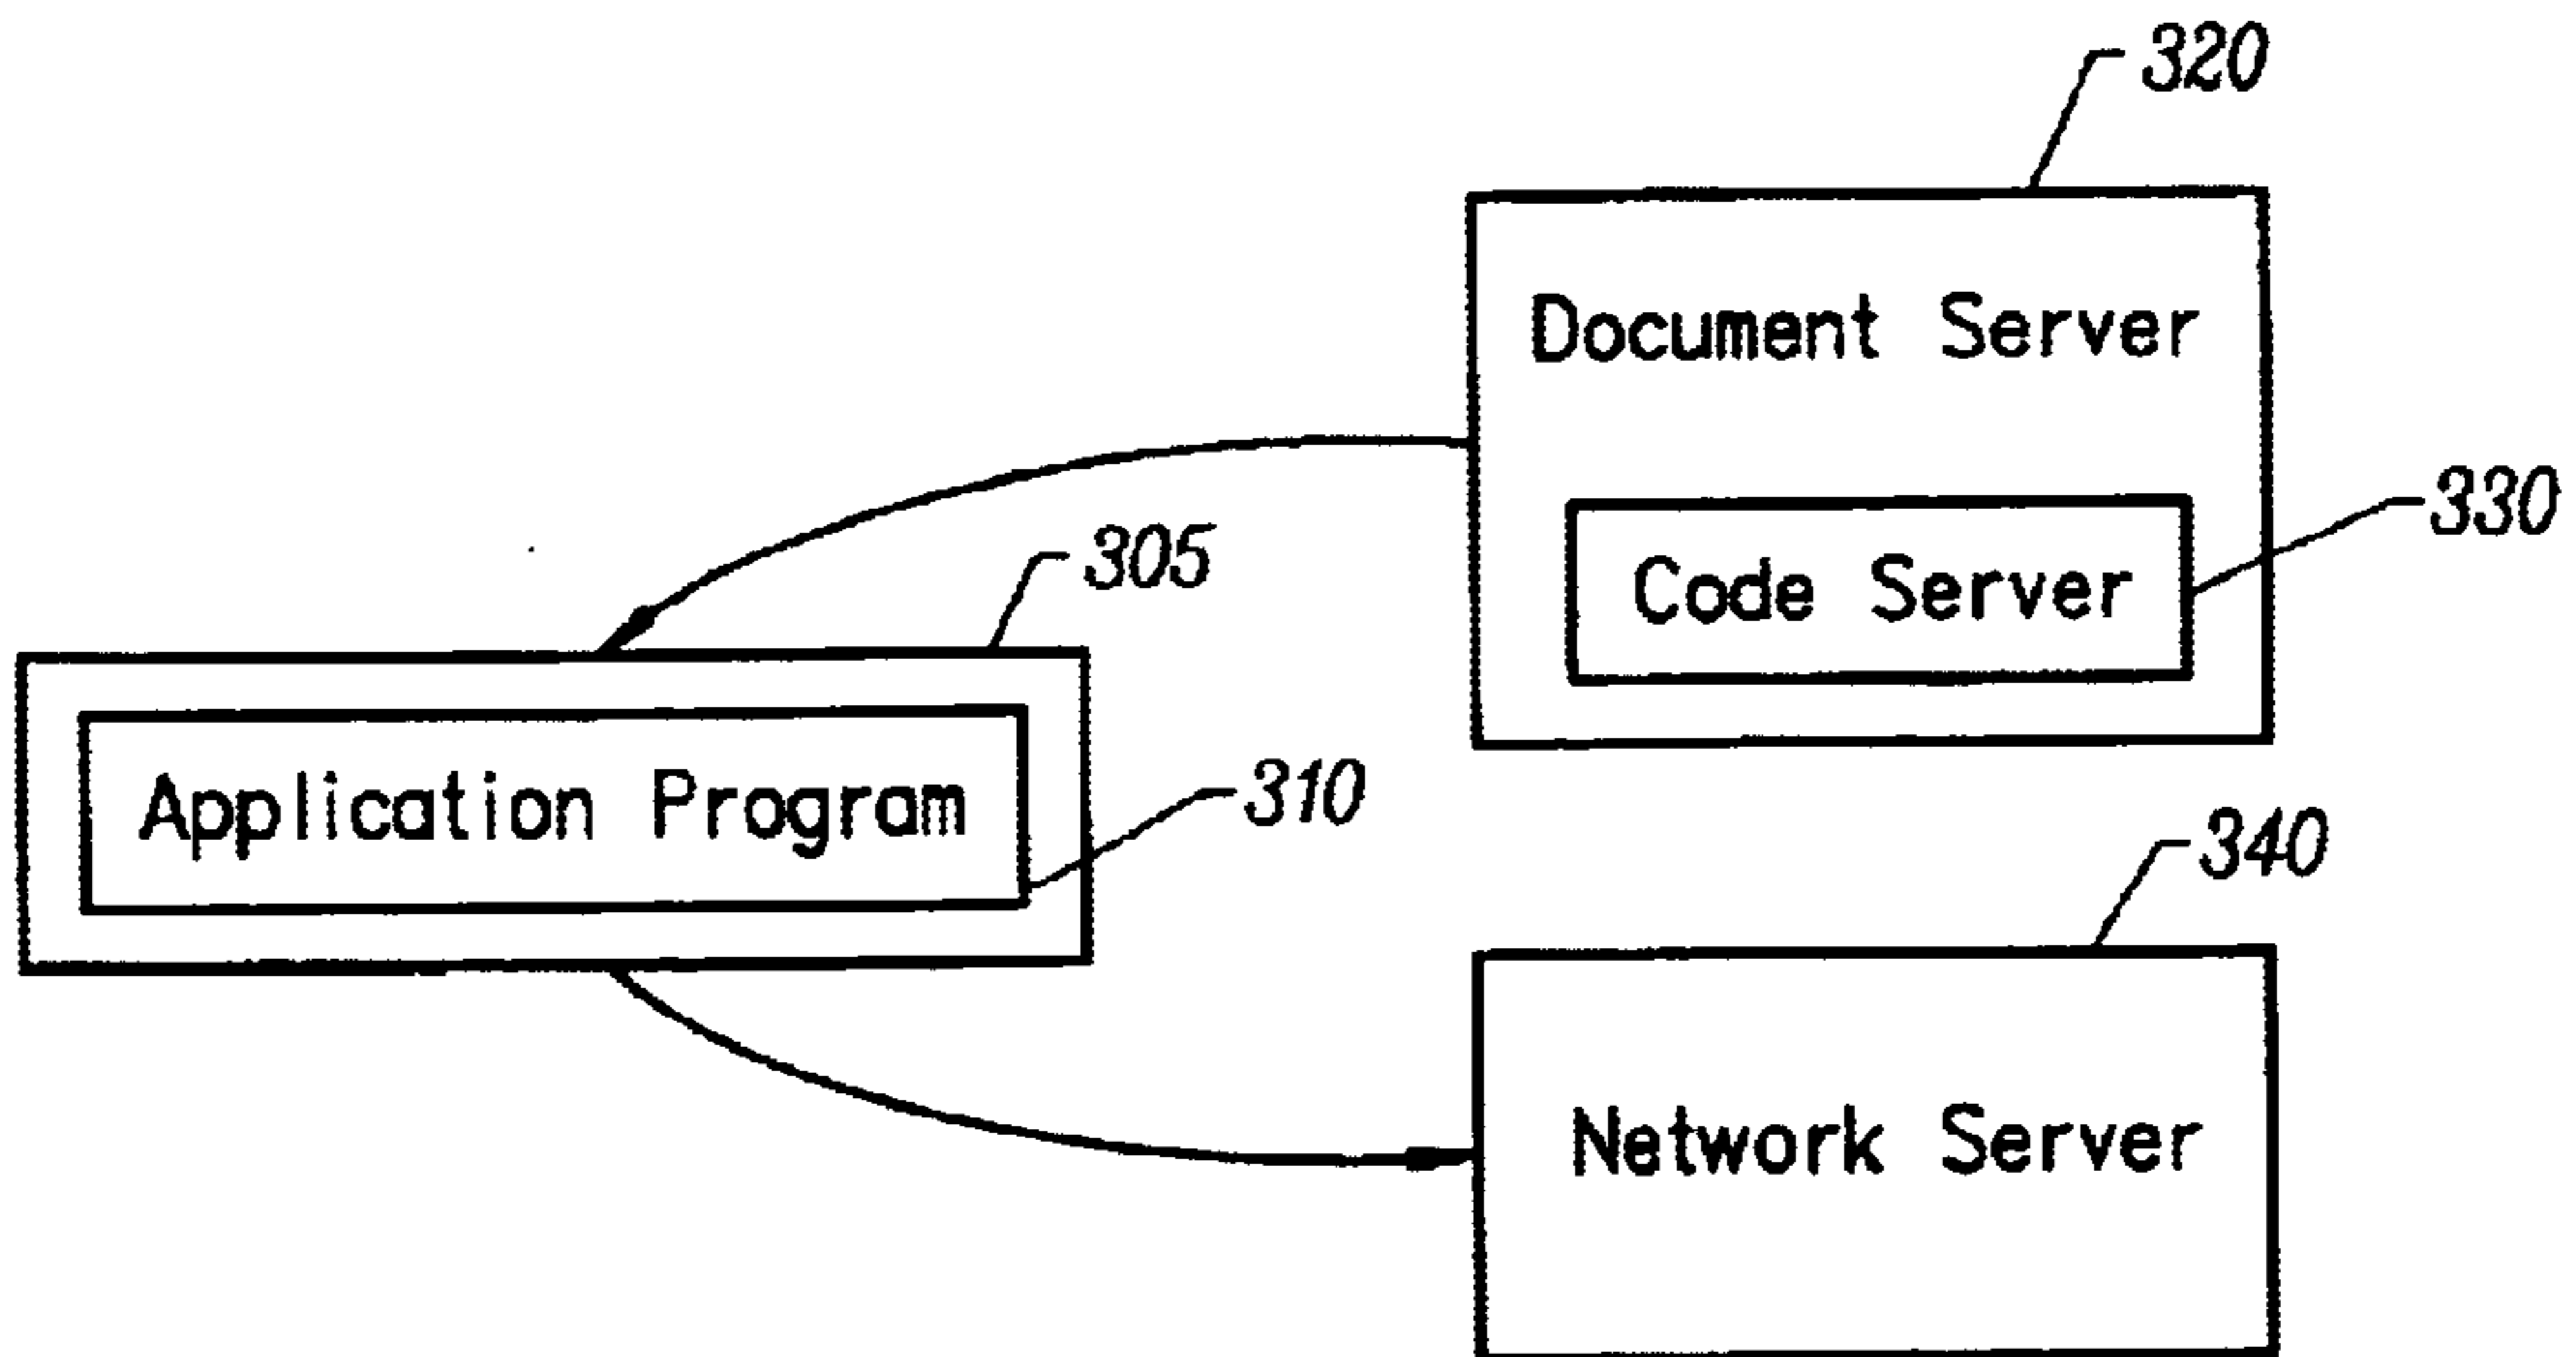 320
Document Server
330
Code Server
305
Application Program
310
340
Network Server